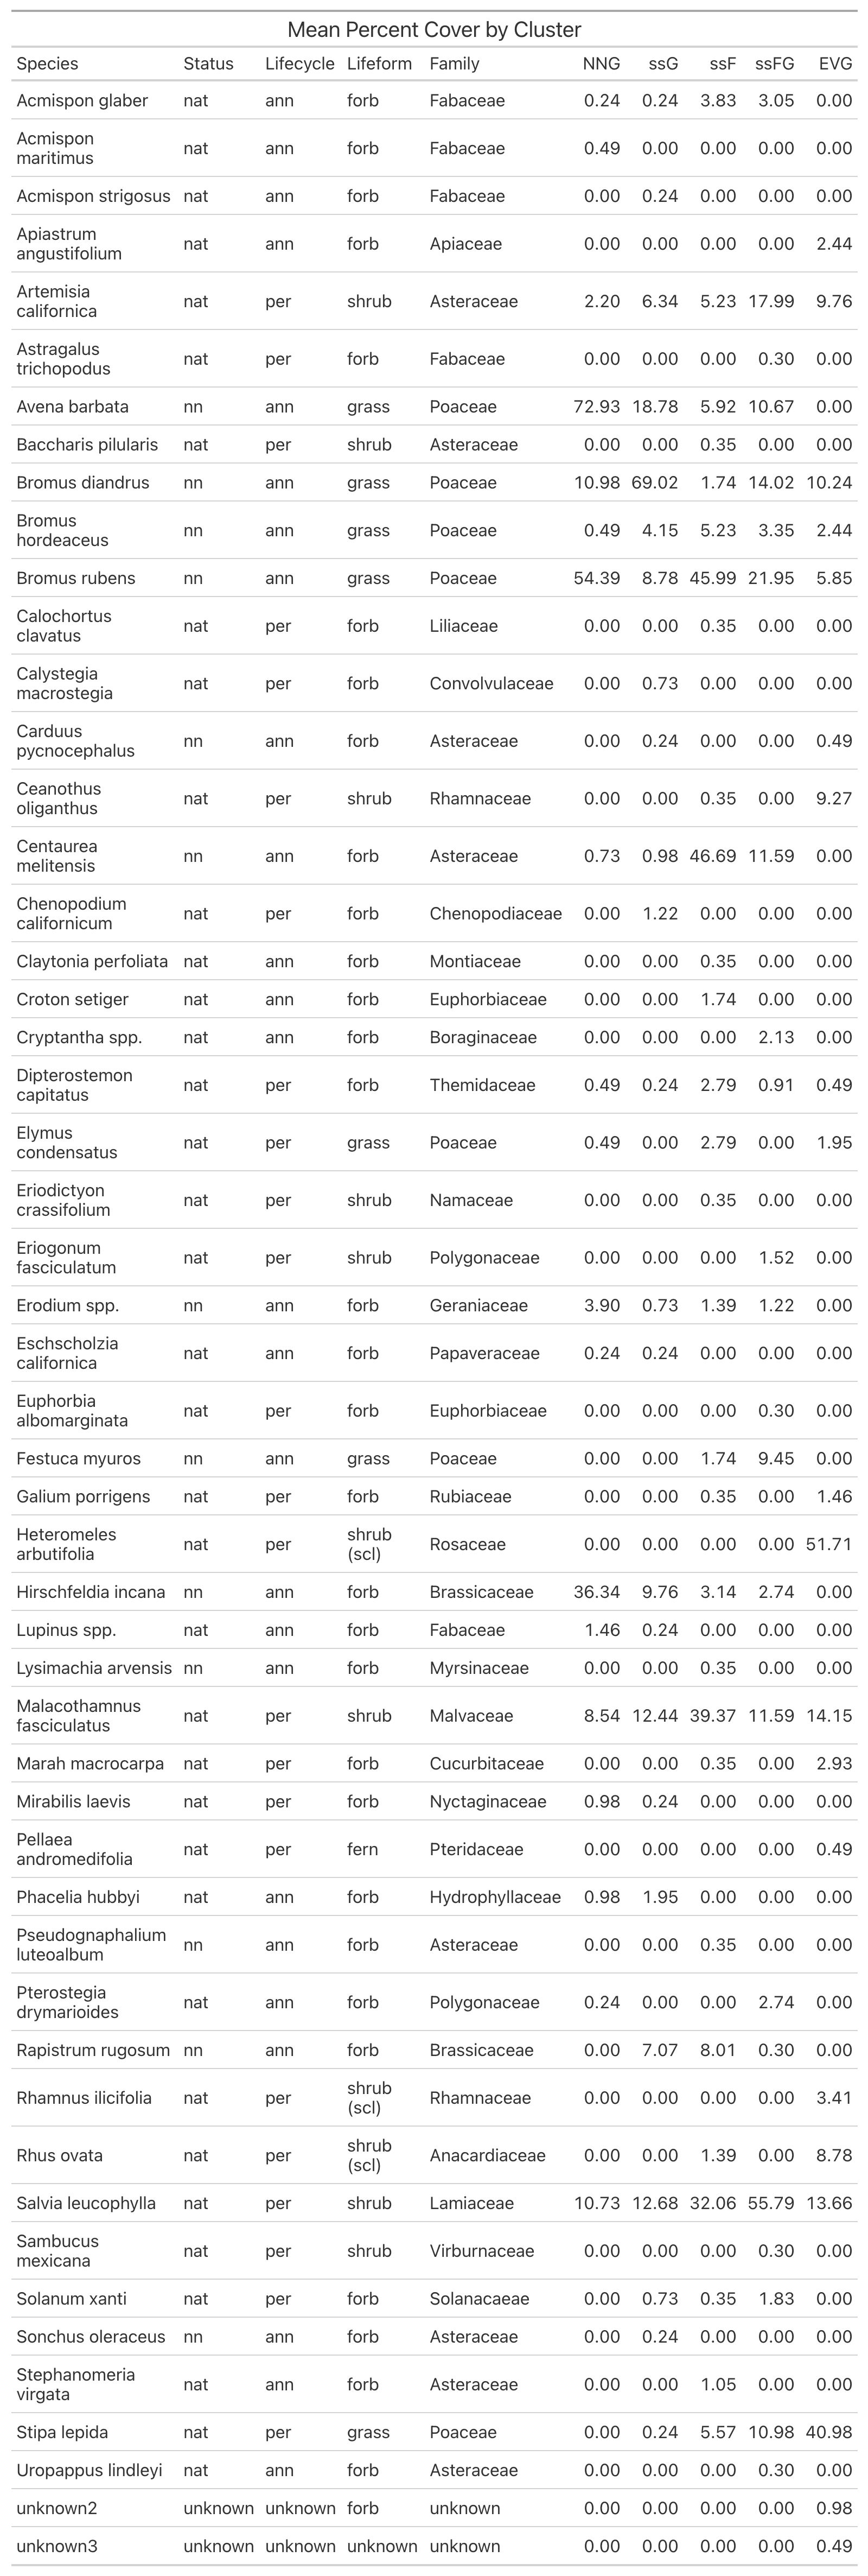 Mean Percent Cover by Cluster
Species Status Lifecycle Lifeform Family NNG ssG ssF ssFG EVG
Acmispon glaber nat ann forb Fabaceae 0.24 0.24 3.83 3.05 0.00
Acmispon
maritimus nat ann forb Fabaceae 0.49 0.00 0.00 0.00 0.00
Acmispon strigosus nat ann forb Fabaceae 0.00 0.24 0.00 0.00 0.00
Apiastrum
angustifolium nat ann forb Apiaceae 0.00 0.00 0.00 0.00 2.44
Artemisia
californica nat per shrub Asteraceae 2.20 6.34 5.23 17.99 9.76
Astragalus
trichopodus nat per forb Fabaceae 0.00 0.00 0.00 0.30 0.00
Avena barbata nn ann grass Poaceae 72.93 18.78 5.92 10.67 0.00
Baccharis pilularis nat per shrub Asteraceae 0.00 0.00 0.35 0.00 0.00
Bromus diandrus nn ann grass Poaceae 10.98 69.02 1.74 14.02 10.24
Bromus
hordeaceus nn ann grass Poaceae 0.49 4.15 5.23 3.35 2.44
Bromus rubens nn ann grass Poaceae 54.39 8.78 45.99 21.95 5.85
Calochortus
clavatus nat per forb Liliaceae 0.00 0.00 0.35 0.00 0.00
Calystegia
macrostegia nat per forb Convolvulaceae 0.00 0.73 0.00 0.00 0.00
Carduus
pycnocephalus nn ann forb Asteraceae 0.00 0.24 0.00 0.00 0.49
Ceanothus
oliganthus nat per shrub Rhamnaceae 0.00 0.00 0.35 0.00 9.27
Centaurea
melitensis nn ann forb Asteraceae 0.73 0.98 46.69 11.59 0.00
Chenopodium
californicum nat per forb Chenopodiaceae 0.00 1.22 0.00 0.00 0.00
Claytonia perfoliata nat ann forb Montiaceae 0.00 0.00 0.35 0.00 0.00
Croton setiger nat ann forb Euphorbiaceae 0.00 0.00 1.74 0.00 0.00
Cryptantha spp. nat ann forb Boraginaceae 0.00 0.00 0.00 2.13 0.00
Dipterostemon
capitatus nat per forb Themidaceae 0.49 0.24 2.79 0.91 0.49
Elymus
condensatus nat per grass Poaceae 0.49 0.00 2.79 0.00 1.95
Eriodictyon
crassifolium nat per shrub Namaceae 0.00 0.00 0.35 0.00 0.00
Eriogonum
fasciculatum nat per shrub Polygonaceae 0.00 0.00 0.00 1.52 0.00
Erodium spp. nn ann forb Geraniaceae 3.90 0.73 1.39 1.22 0.00
Eschscholzia
californica nat ann forb Papaveraceae 0.24 0.24 0.00 0.00 0.00
Euphorbia
albomarginata nat per forb Euphorbiaceae 0.00 0.00 0.00 0.30 0.00
Festuca myuros nn ann grass Poaceae 0.00 0.00 1.74 9.45 0.00
Galium porrigens nat per forb Rubiaceae 0.00 0.00 0.35 0.00 1.46
Heteromeles
arbutifolia nat per shrub
(scl) Rosaceae 0.00 0.00 0.00 0.00 51.71
Hirschfeldia incana nn ann forb Brassicaceae 36.34 9.76 3.14 2.74 0.00
Lupinus spp. nat ann forb Fabaceae 1.46 0.24 0.00 0.00 0.00
Lysimachia arvensis nn ann forb Myrsinaceae 0.00 0.00 0.35 0.00 0.00
Malacothamnus
fasciculatus nat per shrub Malvaceae 8.54 12.44 39.37 11.59 14.15
Marah macrocarpa nat per forb Cucurbitaceae 0.00 0.00 0.35 0.00 2.93
Mirabilis laevis nat per forb Nyctaginaceae 0.98 0.24 0.00 0.00 0.00
Pellaea
andromedifolia nat per fern Pteridaceae 0.00 0.00 0.00 0.00 0.49
Phacelia hubbyi nat ann forb Hydrophyllaceae 0.98 1.95 0.00 0.00 0.00
Pseudognaphalium
luteoalbum nn ann forb Asteraceae 0.00 0.00 0.35 0.00 0.00
Pterostegia
drymarioides nat ann forb Polygonaceae 0.24 0.00 0.00 2.74 0.00
Rapistrum rugosum nn ann forb Brassicaceae 0.00 7.07 8.01 0.30 0.00
Rhamnus ilicifolia nat per shrub
(scl) Rhamnaceae 0.00 0.00 0.00 0.00 3.41
Rhus ovata nat per shrub
(scl) Anacardiaceae 0.00 0.00 1.39 0.00 8.78
Salvia leucophylla nat per shrub Lamiaceae 10.73 12.68 32.06 55.79 13.66
Sambucus
mexicana nat per shrub Virburnaceae 0.00 0.00 0.00 0.30 0.00
Solanum xanti nat per forb Solanacaeae 0.00 0.73 0.35 1.83 0.00
Sonchus oleraceus nn ann forb Asteraceae 0.00 0.24 0.00 0.00 0.00
Stephanomeria
virgata nat ann forb Asteraceae 0.00 0.00 1.05 0.00 0.00
Stipa lepida nat per grass Poaceae 0.00 0.24 5.57 10.98 40.98
Uropappus lindleyi nat ann forb Asteraceae 0.00 0.00 0.00 0.30 0.00
unknown2 unknown unknown forb unknown 0.00 0.00 0.00 0.00 0.98
unknown3 unknown unknown unknown unknown 0.00 0.00 0.00 0.00 0.49